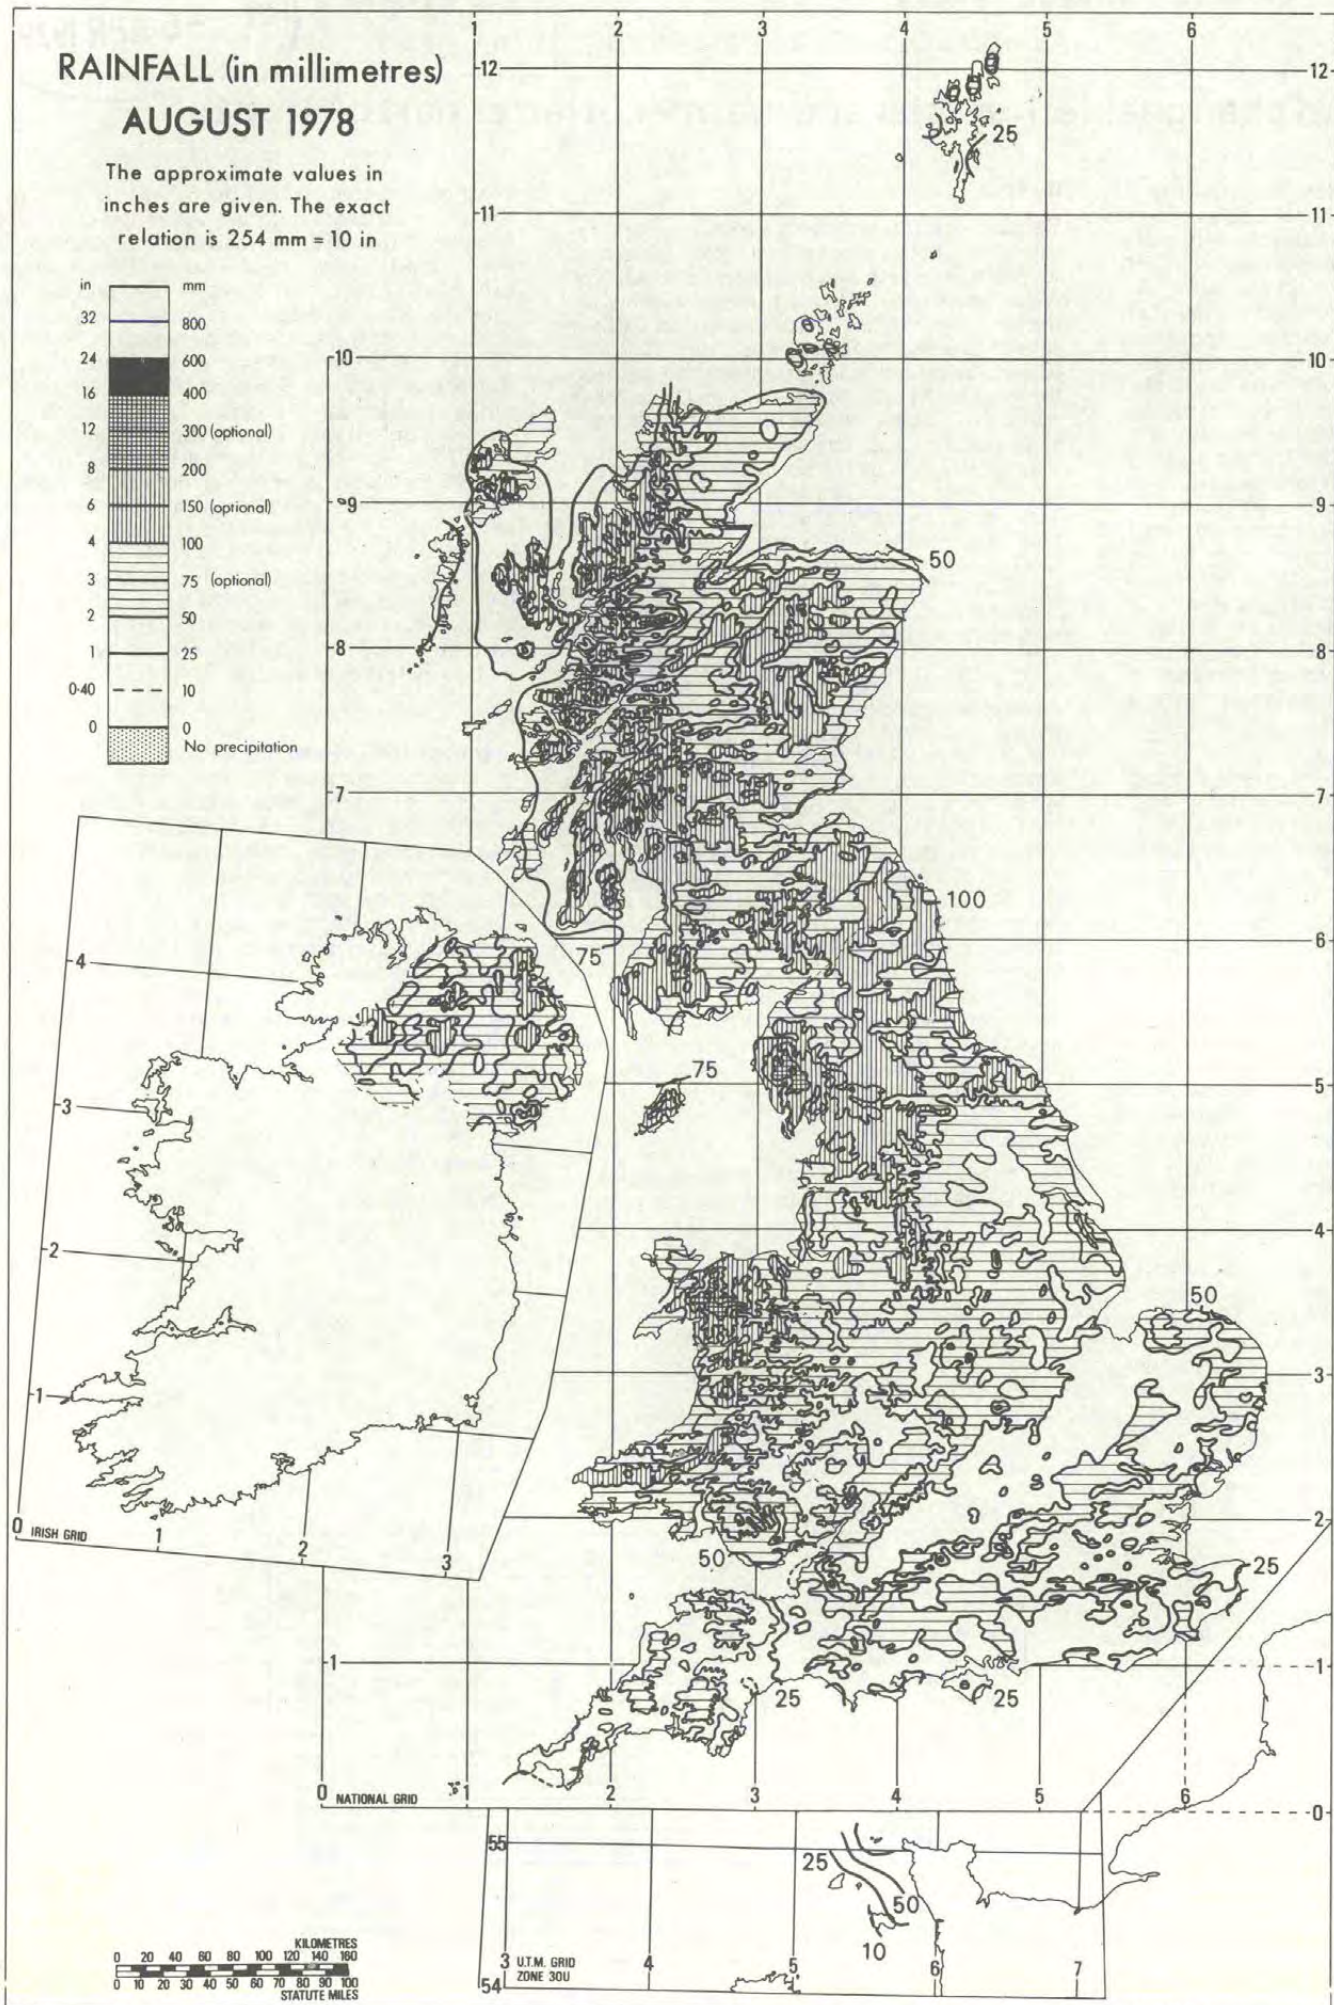 RAINFALL (in millimetres)
AUGUST 1978
The approximate values in
inches are given. The exact
relation is 254 mm = 10 in
in mm
32 800
24 600
16 400
12 300 (optional)
8 200
6 150 (optional)
4 100
3 75 (optional)
2 50
1 25
0·40 10
0 0
No precipitation
1 2 3 4 5 6
12 12
25
11 11
10 10
9 9
50
8 8
7 7
100
6 6
75
4
75
5
3
4
2
50
3
1
2
0 IRISH GRID
1 2 3
50
25
1 1
25 25
0 NATIONAL GRID 1 2 3 4 5 6
0
55
25
50
10
3 U.T.M. GRID 4 5 6 7
54 ZONE 30U
KILOMETRES
0 20 40 60 80 100 120 140 160
0 10 20 30 40 50 60 70 80 90 100
STATUTE MILES